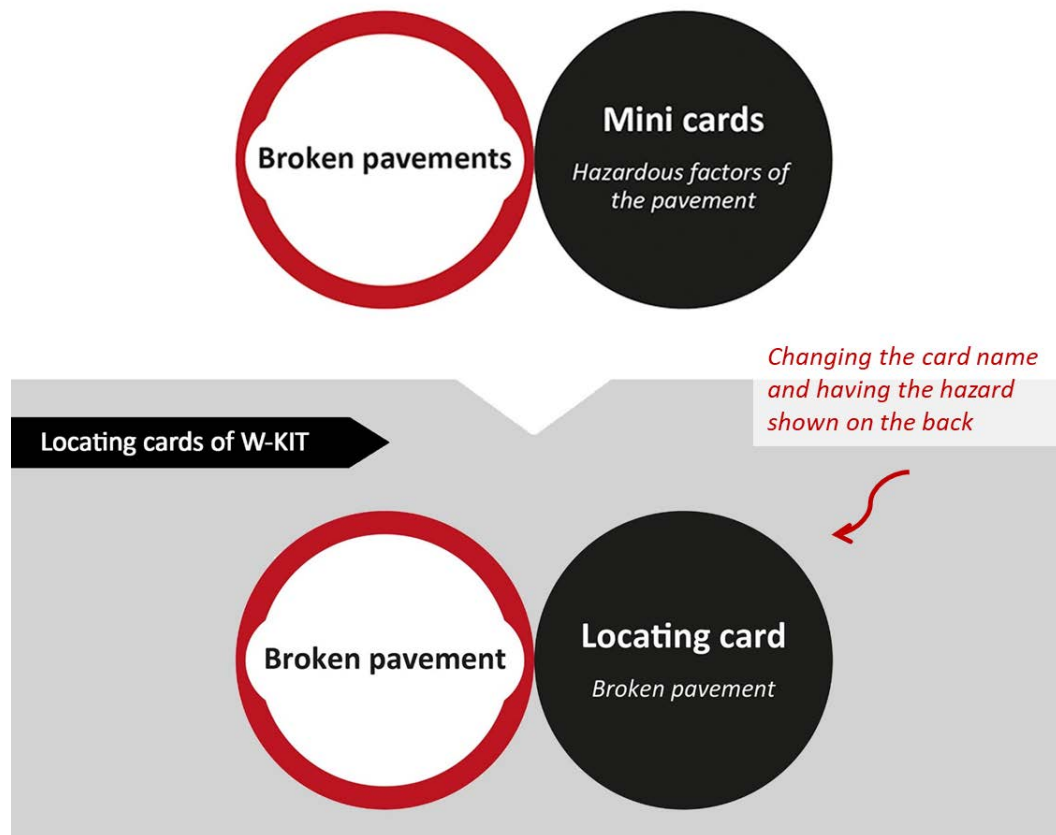 Broken pavements
Mini cards
Hazardous factors of
the pavement
Changing the card name
and having the hazard
shown on the back
Locating cards of W-KIT
Broken pavement
Locating card
Broken pavement